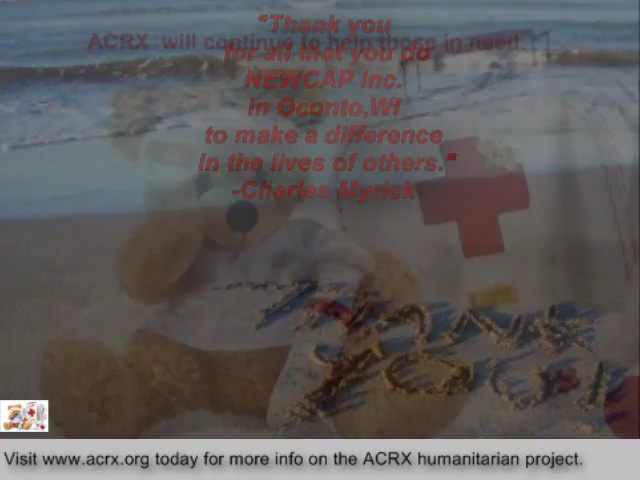 "Thank you
ACRX will continue to help those in need.
for all that you do
NEWCAP Inc.
in Oconto,WI
to make a difference
in the lives of others."
-Charles Myrick
THANK
YOU!
Visit www.acrx.org today for more info on the ACRX humanitarian project.